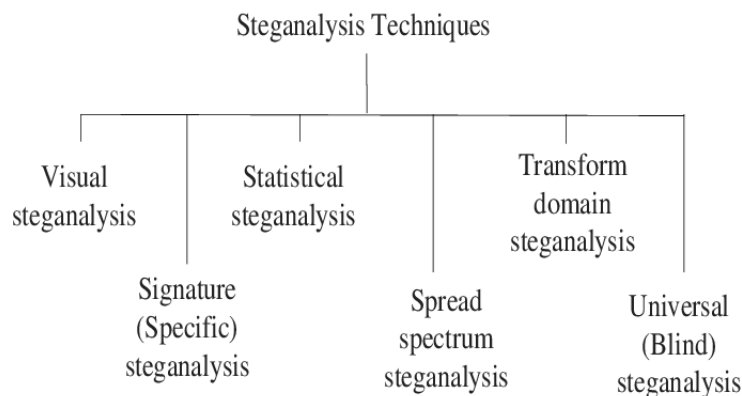 Steganalysis Techniques
Visual
steganalysis
Signature
(Specific)
steganalysis
Statistical
steganalysis
Spread
spectrum
steganalysis
Transform
domain
steganalysis
Universal
(Blind)
steganalysis